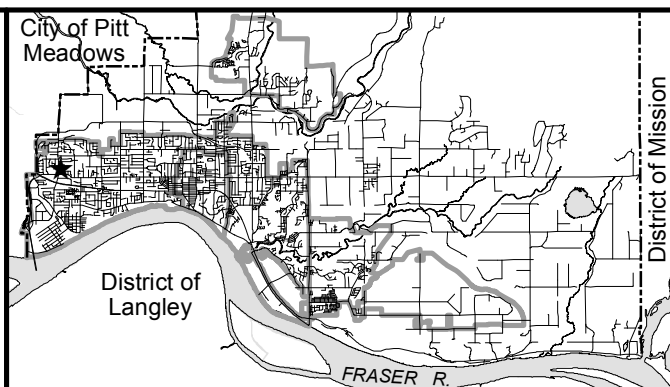 City of Pitt
Meadows
District of Mission
District of
Langley
FRASER R.